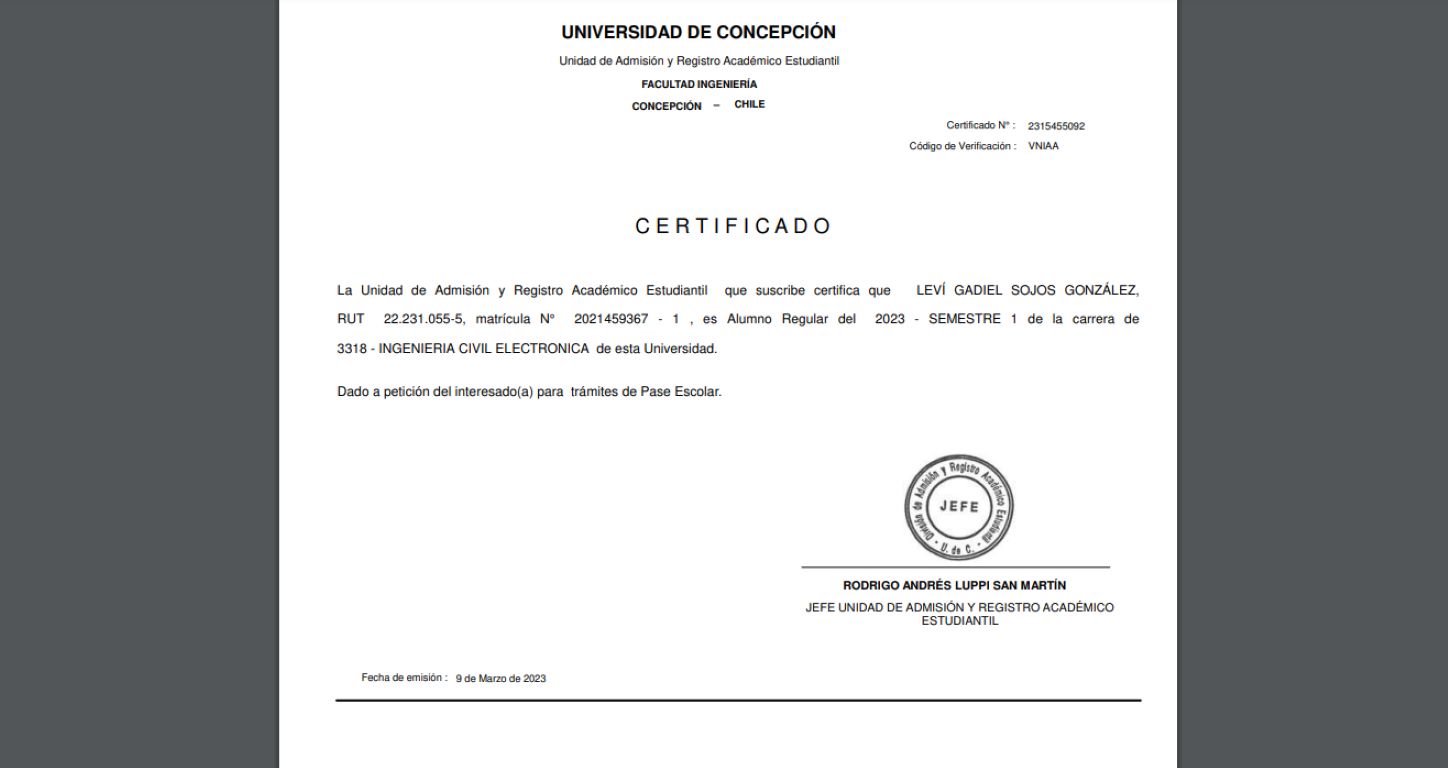 UNIVERSIDAD DE CONCEPCIÓN
Unidad de Admisión y Registro Académico Estudiantil
FACULTAD INGENIERÍA
CONCEPCIÓN – CHILE
Certificado Nº : 2315455092
Código de Verificación : VNIAA
CERTIFICADO
La Unidad de Admisión y Registro Académico Estudiantil que suscribe certifica que LEVÍ GADIEL SOJOS GONZÁLEZ,
RUT 22.231.055-5, matrícula Nº 2021459367 - 1 , es Alumno Regular del 2023 - SEMESTRE 1 de la carrera de
3318 - INGENIERIA CIVIL ELECTRONICA de esta Universidad.
Dado a petición del interesado(a) para trámites de Pase Escolar.
División de Admisión y Registro Académico Estudiantil - U. de C. -
JEFE
RODRIGO ANDRÉS LUPPI SAN MARTÍN
JEFE UNIDAD DE ADMISIÓN Y REGISTRO ACADÉMICO
ESTUDIANTIL
Fecha de emisión : 9 de Marzo de 2023